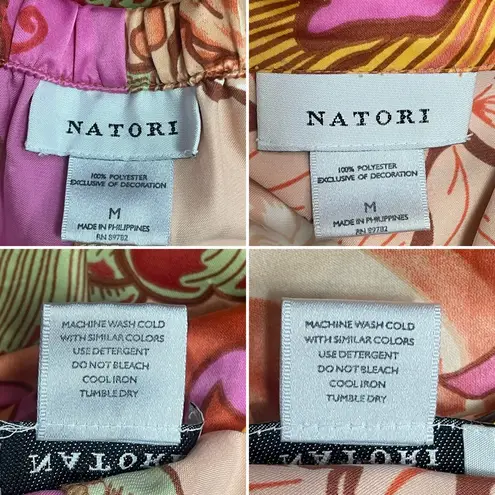 NATORI
100% POLYESTER
EXCLUSIVE OF DECORATION
M
MADE IN PHILIPPINES
RN 89782
NATORI
100% POLYESTER
EXCLUSIVE OF DECORATION
M
MADE IN PHILIPPINES
RN 89782
MACHINE WASH COLD
WITH SIMILAR COLORS
USE DETERGENT
DO NOT BLEACH
COOL IRON
TUMBLE DRY
NATORI
MACHINE WASH COLD
WITH SIMILAR COLORS
USE DETERGENT
DO NOT BLEACH
COOL IRON
TUMBLE DRY
NATORI